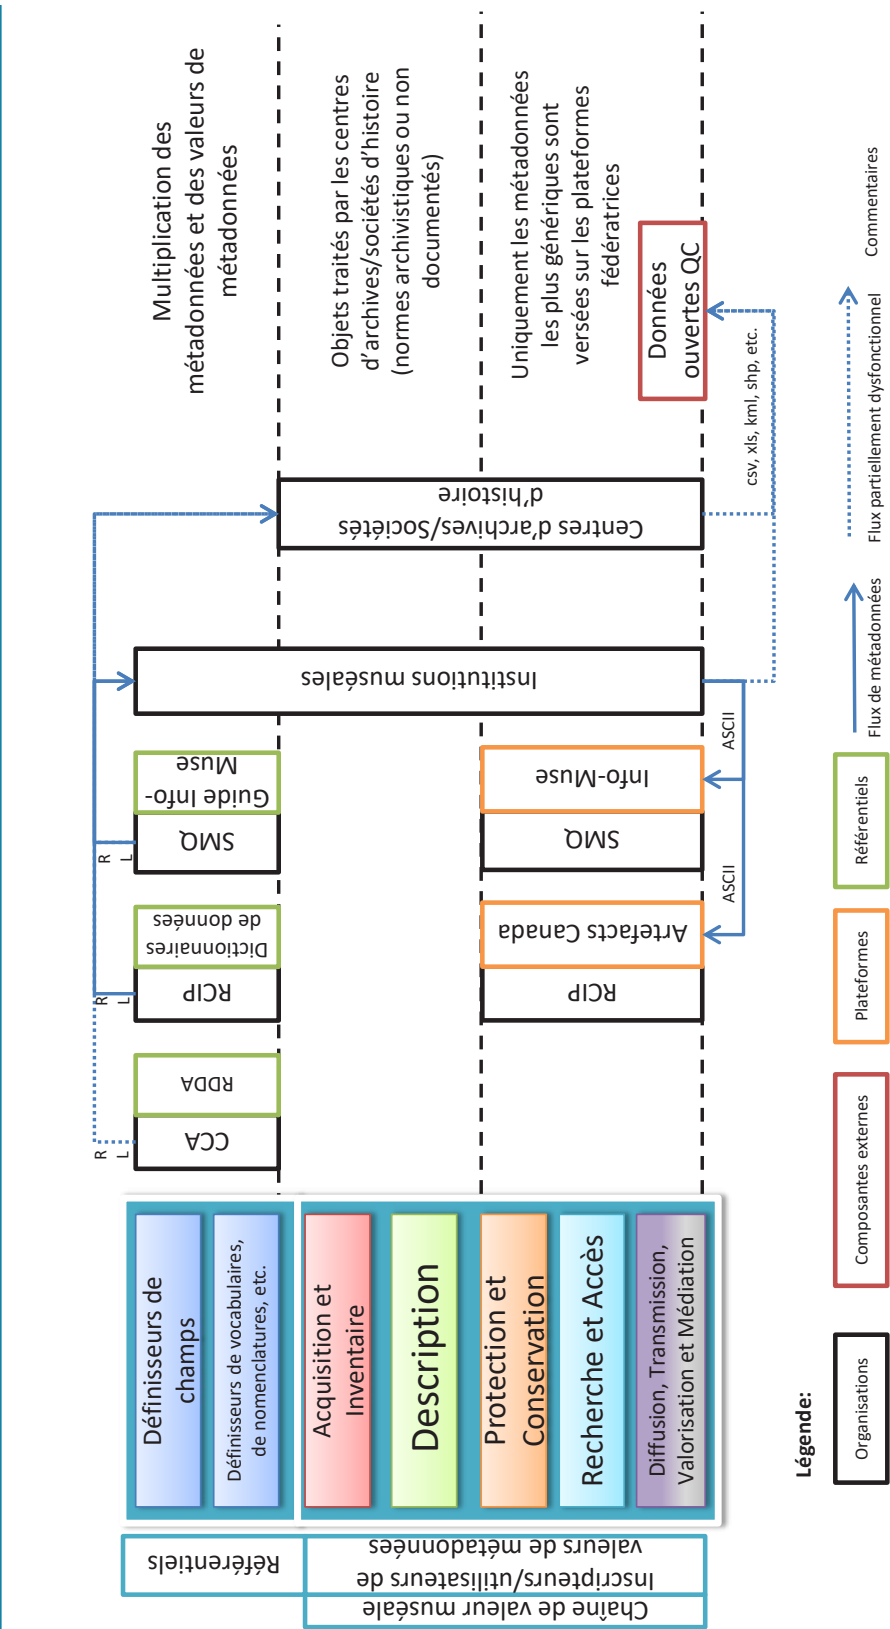 Référentiels
Chaîne de valeur muséale
Inscripteurs/utilisateurs de
valeurs de métadonnées
Définisseurs de
champs
Définisseurs de vocabulaires,
de nomenclatures, etc.
Acquisition et
Inventaire
Description
Protection et
Conservation
Recherche et Accès
Diffusion, Transmission,
Valorisation et Médiation
R
L
CCA
RDDA
R
L
RCIP
Dictionnaires
de données
R
L
SMQ
Guide Info-
Muse
RCIP
Artefacts Canada
SMQ
Info-Muse
ASCII
ASCII
Institutions muséales
Centres d'archives/Sociétés
d'histoire
csv, xls, kml, shp, etc.
Données
ouvertes QC
Multiplication des
métadonnées et des valeurs de
métadonnées
Objets traités par les centres
d'archives/sociétés d'histoire
(normes archivistiques ou non
documentés)
Uniquement les métadonnées
les plus génériques sont
versées sur les plateformes
fédératrices
Légende:
Organisations
Composantes externes
Plateformes
Référentiels
Flux de métadonnées
Flux partiellement dysfonctionnel
Commentaires